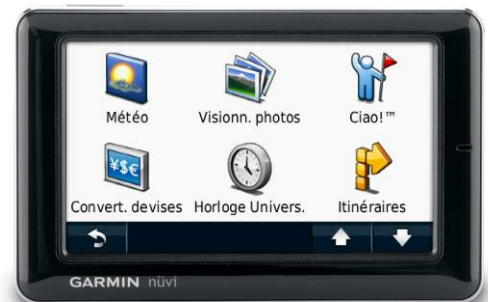 Météo
Visionn. photos
Ciao!™
¥$€
Convert. devises
Horloge Univers.
Itinéraires
GARMIN nüvi